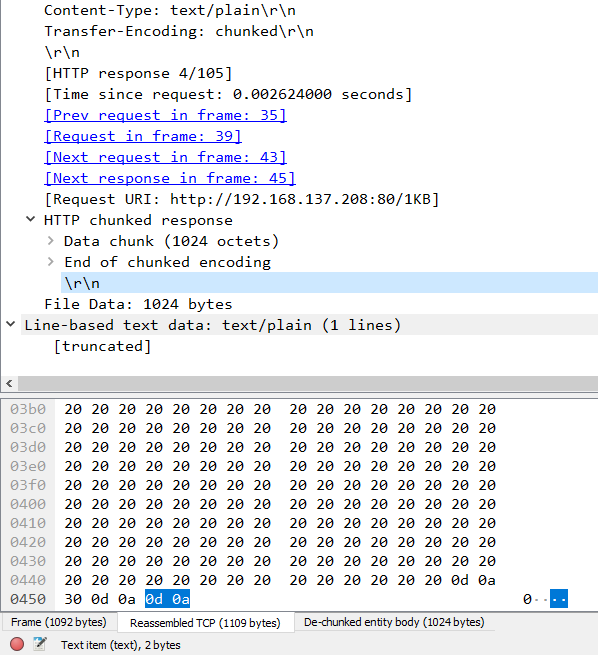 Content-Type: text/plain\r\n
Transfer-Encoding: chunked\r\n
\r\n
[HTTP response 4/105]
[Time since request: 0.002624000 seconds]
[Prev request in frame: 35]
[Request in frame: 39]
[Next request in frame: 43]
[Next response in frame: 45]
[Request URI: http://192.168.137.208:80/1KB]
HTTP chunked response
Data chunk (1024 octets)
End of chunked encoding
\r\n
File Data: 1024 bytes
Line-based text data: text/plain (1 lines)
[truncated]
03b0 20 20 20 20 20 20 20 20 20 20 20 20 20 20 20 20
03c0 20 20 20 20 20 20 20 20 20 20 20 20 20 20 20 20
03d0 20 20 20 20 20 20 20 20 20 20 20 20 20 20 20 20
03e0 20 20 20 20 20 20 20 20 20 20 20 20 20 20 20 20
03f0 20 20 20 20 20 20 20 20 20 20 20 20 20 20 20 20
0400 20 20 20 20 20 20 20 20 20 20 20 20 20 20 20 20
0410 20 20 20 20 20 20 20 20 20 20 20 20 20 20 20 20
0420 20 20 20 20 20 20 20 20 20 20 20 20 20 20 20 20
0430 20 20 20 20 20 20 20 20 20 20 20 20 20 20 20 20
0440 20 20 20 20 20 20 20 20 20 20 20 20 20 20 0d 0a
0450 30 0d 0a 0d 0a 0····
Frame (1092 bytes) Reassembled TCP (1109 bytes) De-chunked entity body (1024 bytes)
Text item (text), 2 bytes